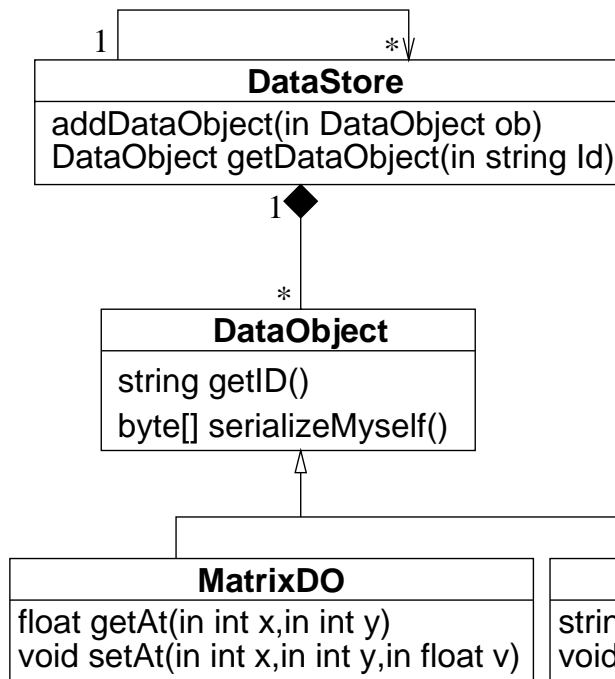 1
*
DataStore
addDataObject(in DataObject ob)
DataObject getDataObject(in string Id)
1
*
DataObject
string getID()
byte[] serializeMyself()
MatrixDO
float getAt(in int x,in int y)
void setAt(in int x,in int y,in float v)
void